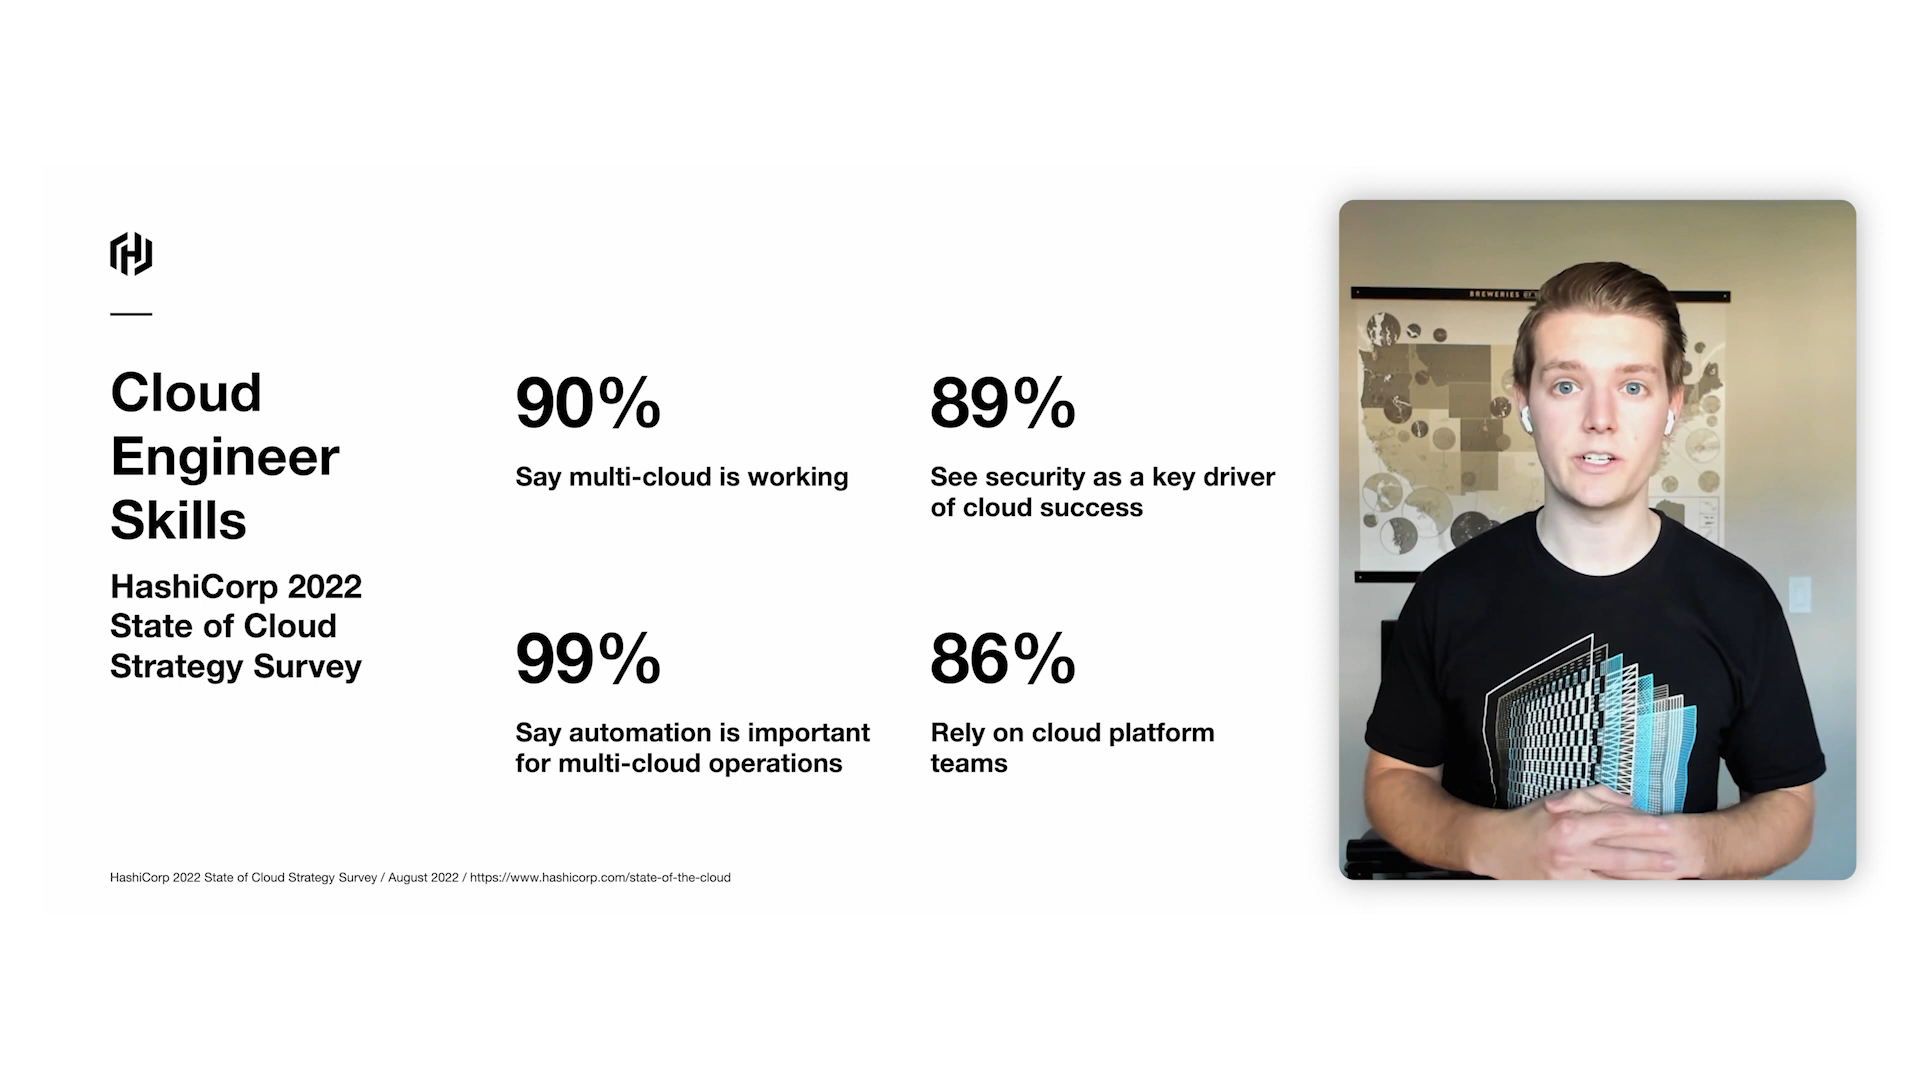 Cloud
Engineer
Skills
HashiCorp 2022
State of Cloud
Strategy Survey
90%
Say multi-cloud is working
89%
See security as a key driver
of cloud success
99%
Say automation is important
for multi-cloud operations
86%
Rely on cloud platform
teams
HashiCorp 2022 State of Cloud Strategy Survey / August 2022 / https://www.hashicorp.com/state-of-the-cloud
BREWERIES